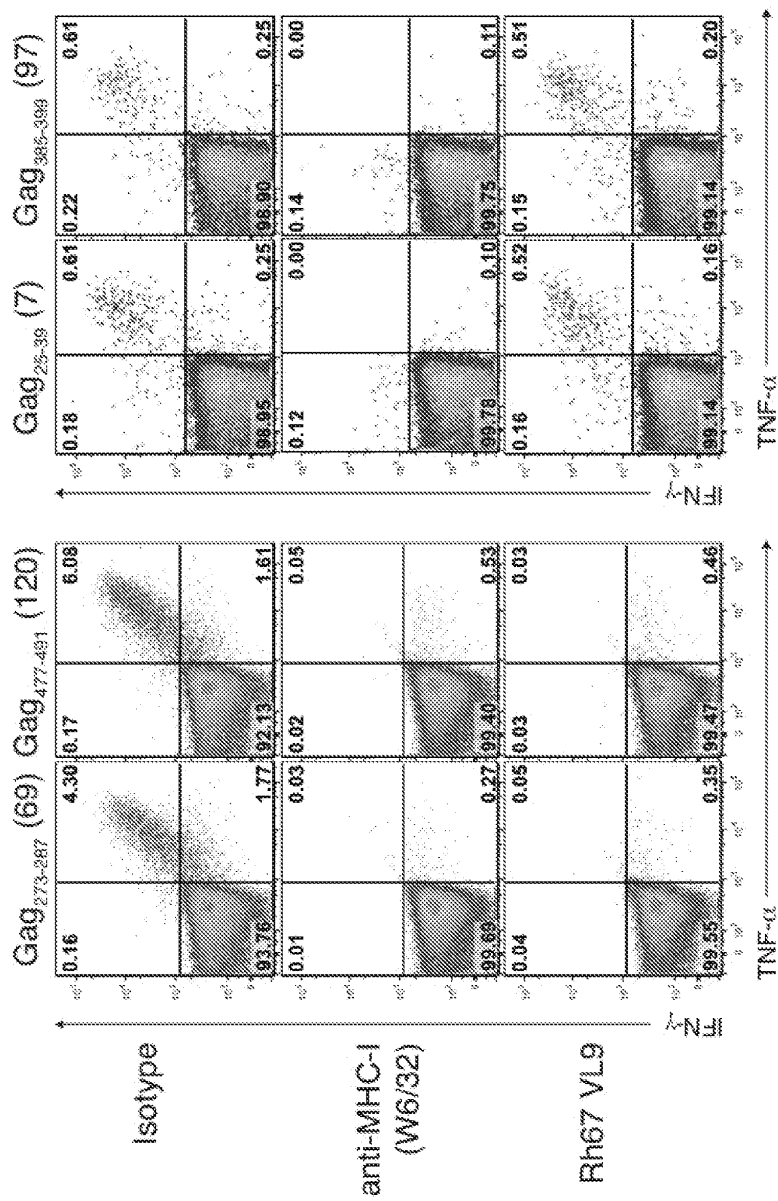 Gag273-287 (69) Gag477-491 (120) Gag25-39 (7) Gag385-399 (97)
Isotype
0.16 4.30 0.17 6.08 0.18 0.61 0.22 0.61
93.76 1.77 92.13 1.61 98.95 0.25 98.90 0.25
anti-MHC-I
(W6/32)
0.01 0.03 0.02 0.05 0.12 0.00 0.14 0.00
99.69 0.27 99.40 0.53 99.78 0.10 99.75 0.11
Rh67 VL9
0.04 0.05 0.03 0.03 0.16 0.52 0.15 0.51
99.55 0.35 99.47 0.46 99.14 0.16 99.14 0.20
IFN-γ IFN-γ
TNF-α TNF-α